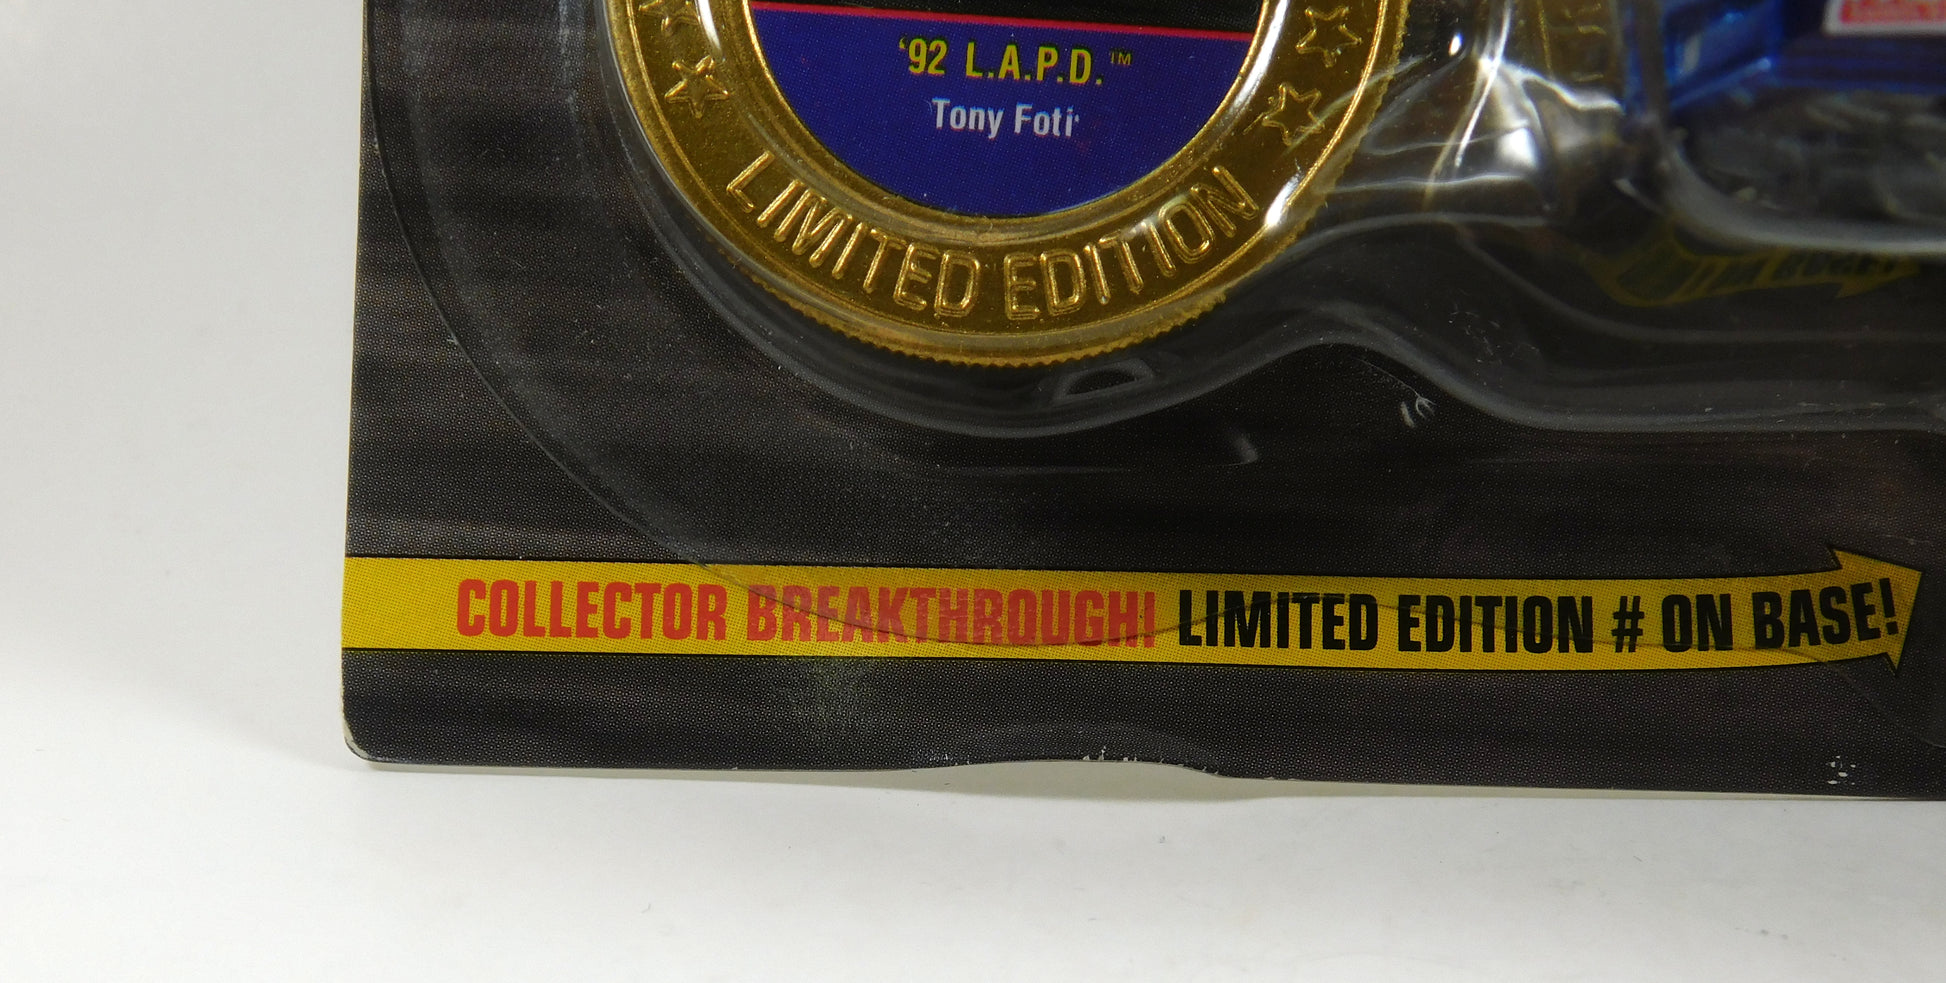 '92 L.A.P.D.™
Tony Foti
LIMITED EDITION
COLLECTOR BREAKTHROUGH! LIMITED EDITION # ON BASE!